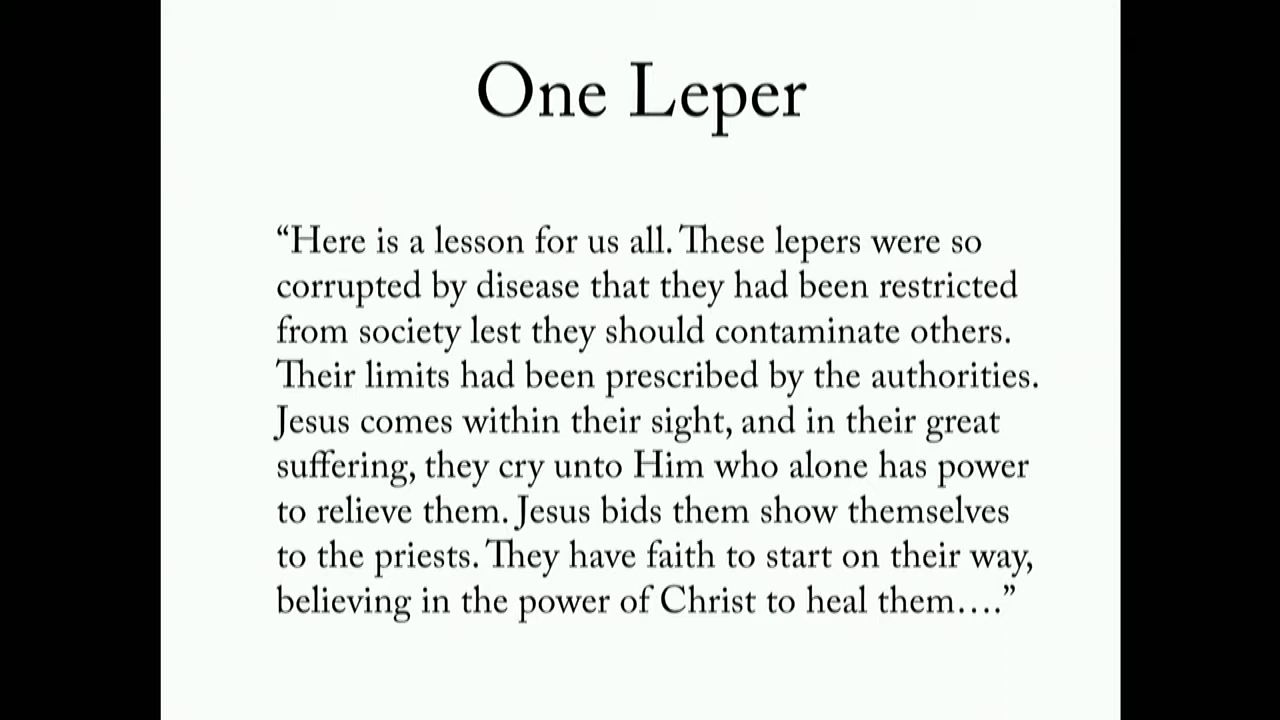 One Leper
“Here is a lesson for us all. These lepers were so
corrupted by disease that they had been restricted
from society lest they should contaminate others.
Their limits had been prescribed by the authorities.
Jesus comes within their sight, and in their great
suffering, they cry unto Him who alone has power
to relieve them. Jesus bids them show themselves
to the priests. They have faith to start on their way,
believing in the power of Christ to heal them….”